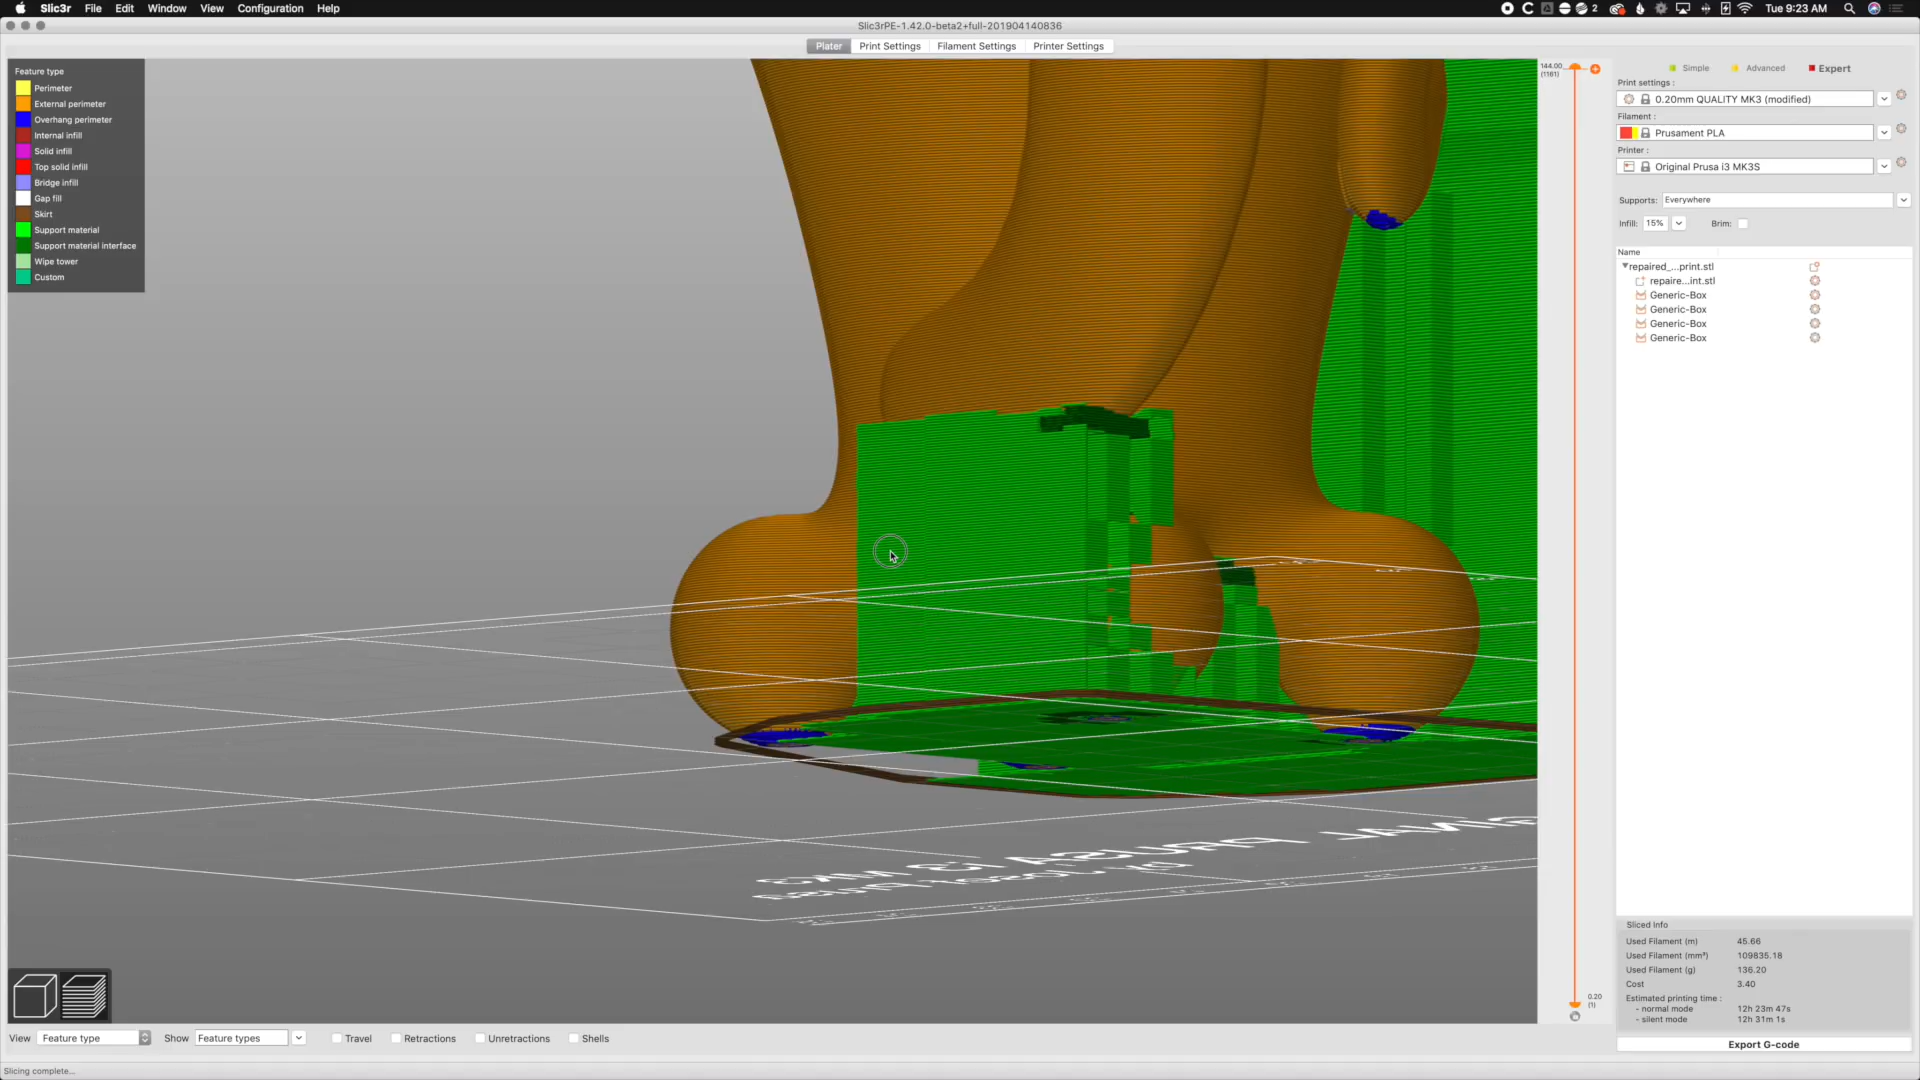 Slic3r File Edit Window View Configuration Help
2 Tue 9:23 AM
Slic3rPE-1.42.0-beta2+full-201904140836
Plater Print Settings Filament Settings Printer Settings
Feature type
Perimeter
External perimeter
Overhang perimeter
Internal infill
Solid infill
Top solid infill
Bridge infill
Gap fill
Skirt
Support material
Support material interface
Wipe tower
Custom
144.00
(1161)
0.20
(1)
Simple Advanced Expert
Print settings :
0.20mm QUALITY MK3 (modified)
Filament :
Prusament PLA
Printer :
Original Prusa i3 MK3S
Supports: Everywhere
Infill: 15% Brim:
Name
repaired_...print.stl
repaire...int.stl
Generic-Box
Generic-Box
Generic-Box
Generic-Box
Sliced Info
Used Filament (m) 45.66
Used Filament (mm³) 109835.18
Used Filament (g) 136.20
Cost 3.40
Estimated printing time :
- normal mode 12h 23m 47s
- silent mode 12h 31m 1s
Export G-code
View Feature type Show Feature types Travel Retractions Unretractions Shells
Slicing complete...